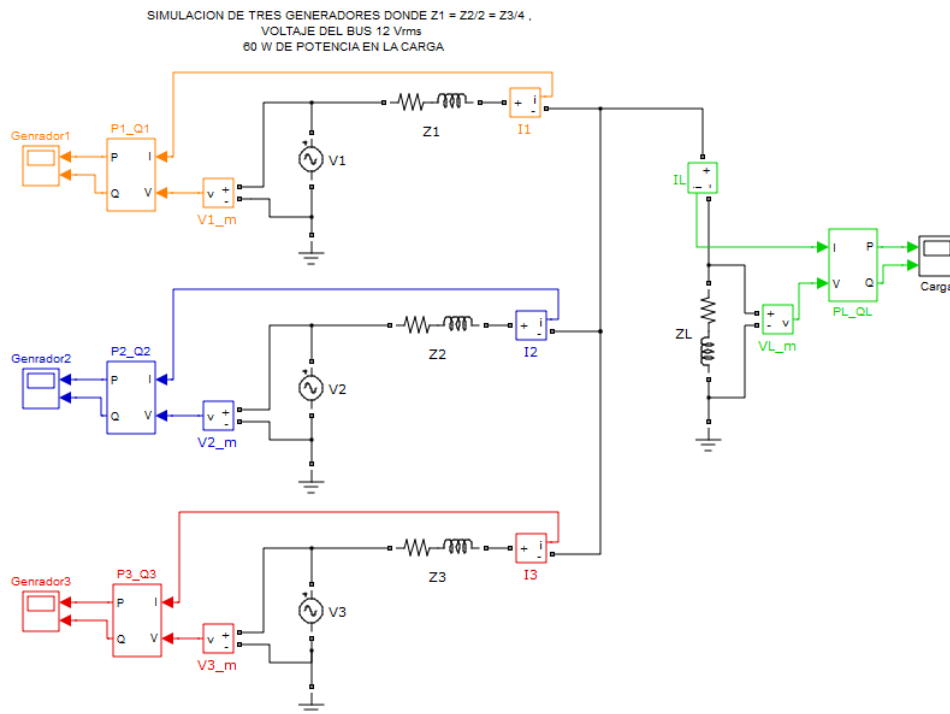 SIMULACION DE TRES GENERADORES DONDE Z1 = Z2/2 = Z3/4 ,
VOLTAJE DEL BUS 12 Vrms
60 W DE POTENCIA EN LA CARGA
Genrador1
P1_Q1
P
I
Q
V
v
+
-
V1_m
V1
Z1
+
i
-
I1
IL
+
-
i
I
P
V
Q
PL_QL
Carga
ZL
+
-
v
VL_m
Genrador2
P2_Q2
P
I
Q
V
v
+
-
V2_m
V2
Z2
+
i
-
I2
Genrador3
P3_Q3
P
I
Q
V
v
+
-
V3_m
V3
Z3
+
i
-
I3